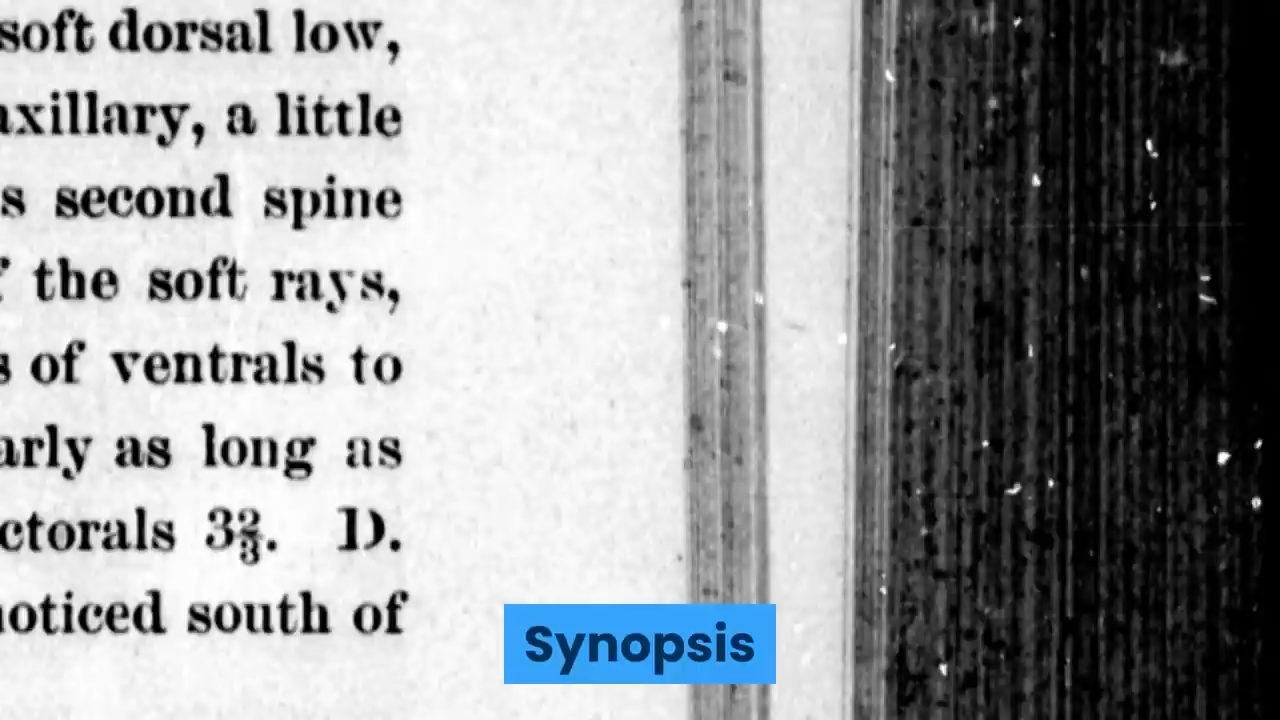 soft dorsal low,
axillary, a little
s second spine
f the soft rays,
s of ventrals to
arly as long as
ctorals 3⅔. D.
noticed south of
Synopsis